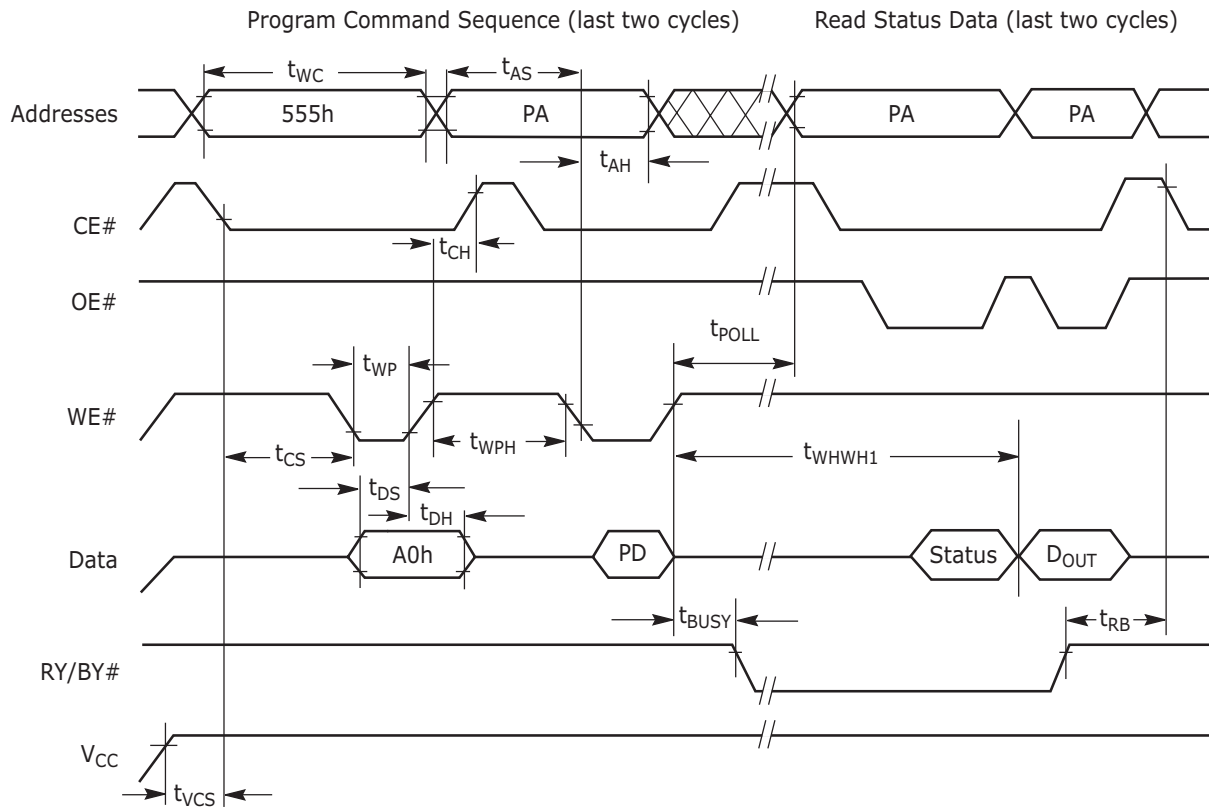 Program Command Sequence (last two cycles) Read Status Data (last two cycles)
tWC tAS
Addresses 555h PA PA PA
tAH
CE#
tCH
OE#
tPOLL
tWP
WE#
tWPH tWHWH1
tCS
tDS
tDH
Data A0h PD Status DOUT
tBUSY tRB
RY/BY#
VCC
tVCS